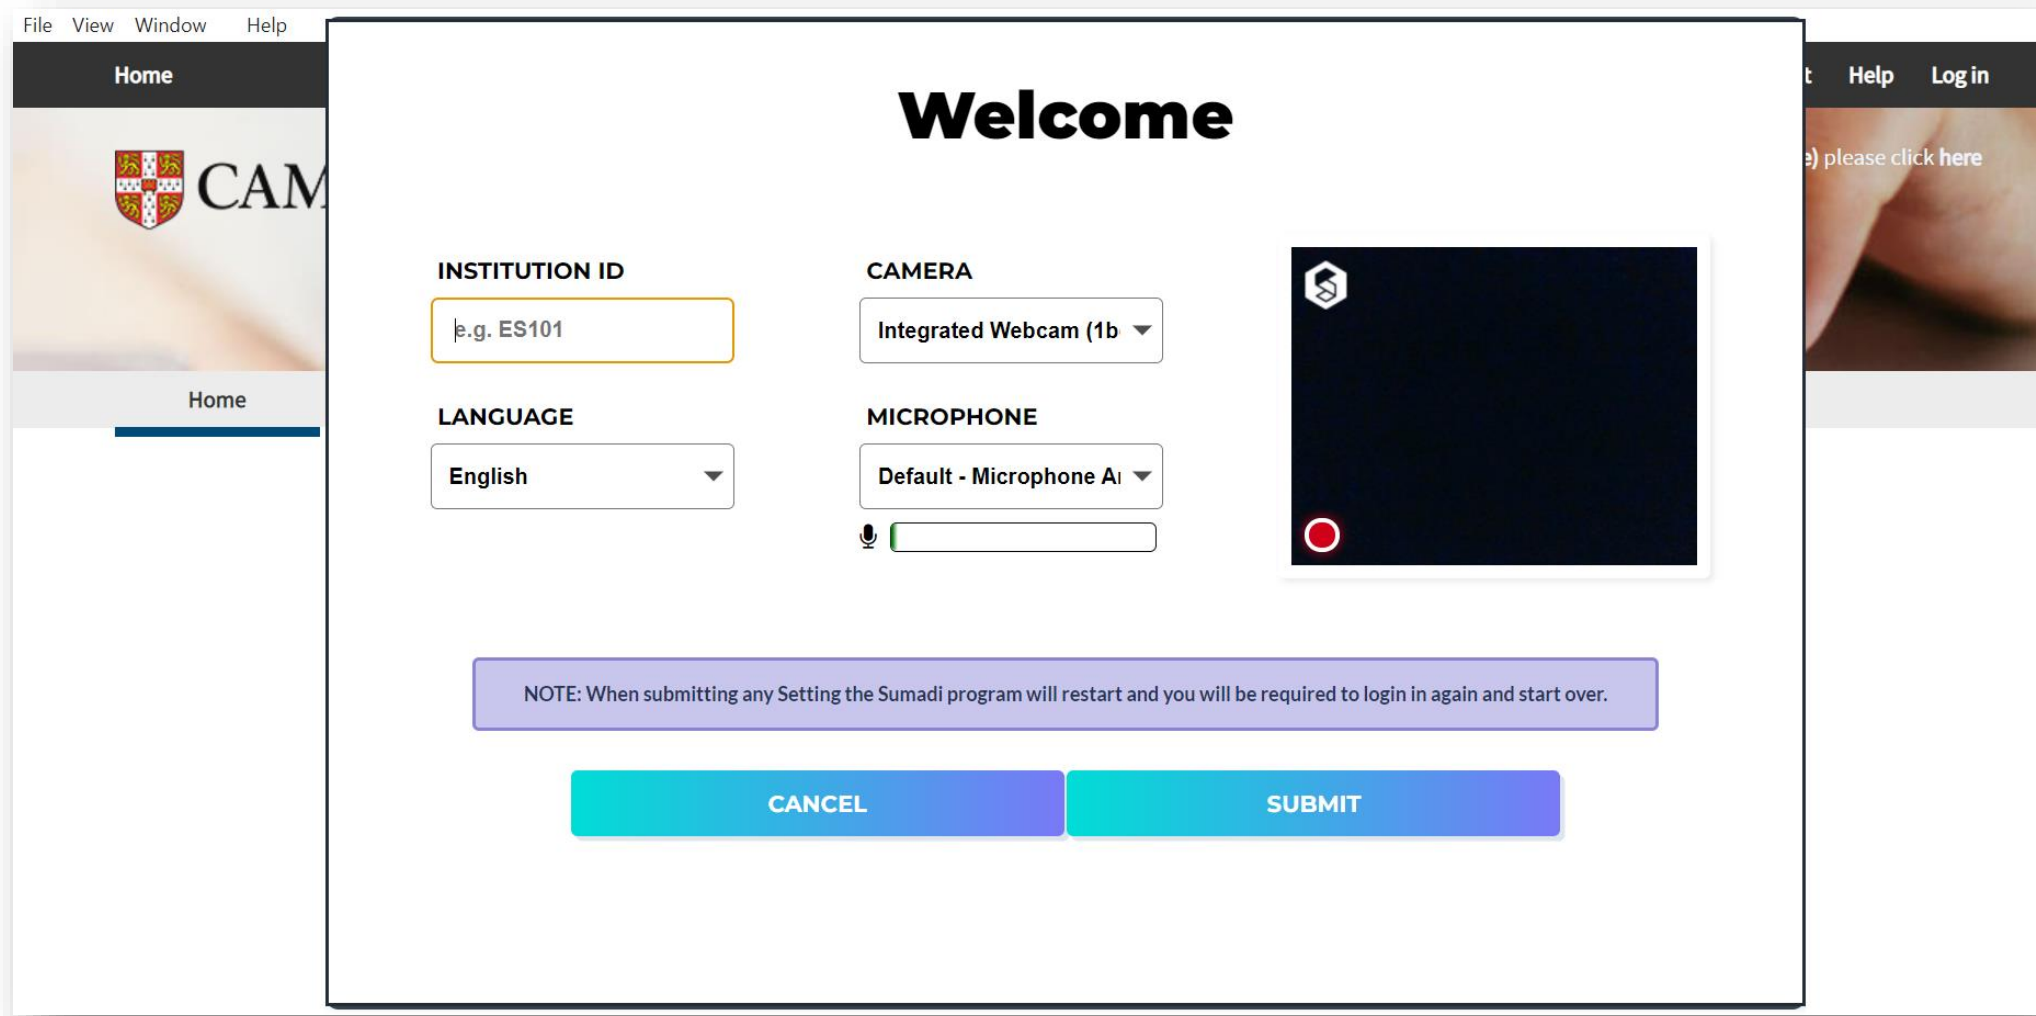 File View Window Help
Home
t Help Log in
CAM
e) please click here
Home
Welcome
INSTITUTION ID
e.g. ES101
CAMERA
Integrated Webcam (1b
LANGUAGE
English
MICROPHONE
Default - Microphone Ar
NOTE: When submitting any Setting the Sumadi program will restart and you will be required to login in again and start over.
CANCEL
SUBMIT